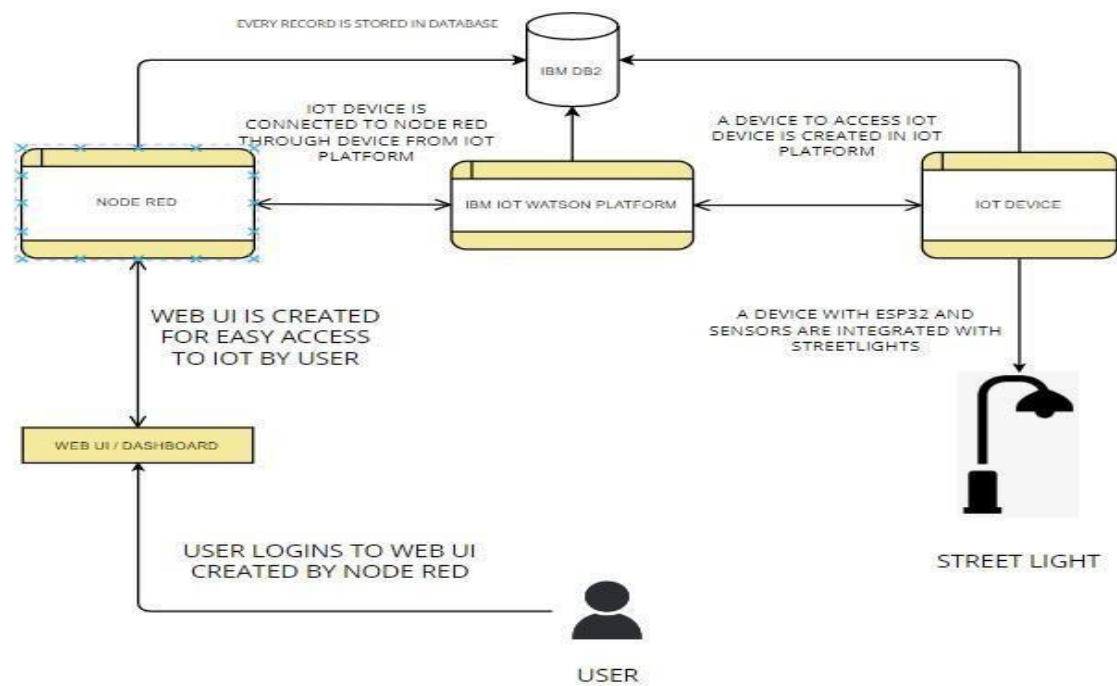 EVERY RECORD IS STORED IN DATABASE
IBM DB2
IOT DEVICE IS
CONNECTED TO NODE RED
THROUGH DEVICE FROM IOT
PLATFORM
A DEVICE TO ACCESS IOT
DEVICE IS CREATED IN IOT
PLATFORM
NODE RED
IBM IOT WATSON PLATFORM
IOT DEVICE
WEB UI IS CREATED
FOR EASY ACCESS
TO IOT BY USER
A DEVICE WITH ESP32 AND
SENSORS ARE INTEGRATED WITH
STREETLIGHTS
WEB UI / DASHBOARD
USER LOGINS TO WEB UI
CREATED BY NODE RED
STREET LIGHT
USER